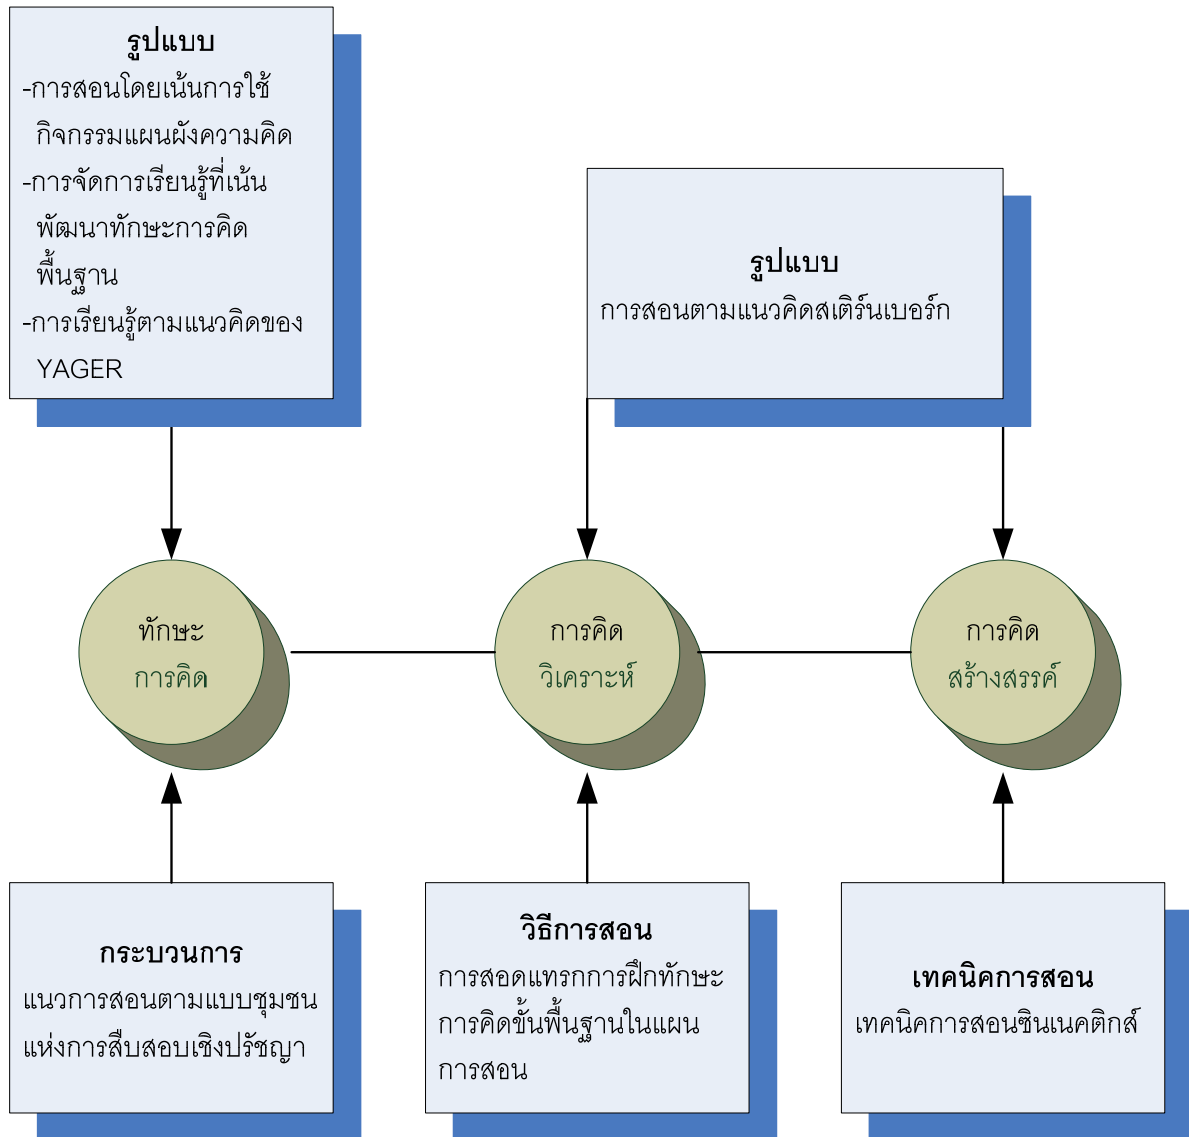 รูปแบบ
-การสอนโดยเน้นการใช้
กิจกรรมแผนผังความคิด
-การจัดการเรียนรู้ที่เน้น
พัฒนาทักษะการคิด
พื้นฐาน
-การเรียนรู้ตามแนวคิดของ
YAGER
รูปแบบ
การสอนตามแนวคิดสเติร์นเบอร์ก
ทักษะ
การคิด
การคิด
วิเคราะห์
การคิด
สร้างสรรค์
กระบวนการ
แนวการสอนตามแบบชุมชน
แห่งการสืบสอบเชิงปรัชญา
วิธีการสอน
การสอดแทรกการฝึกทักษะ
การคิดขั้นพื้นฐานในแผน
การสอน
เทคนิคการสอน
เทคนิคการสอนซินเนคติกส์